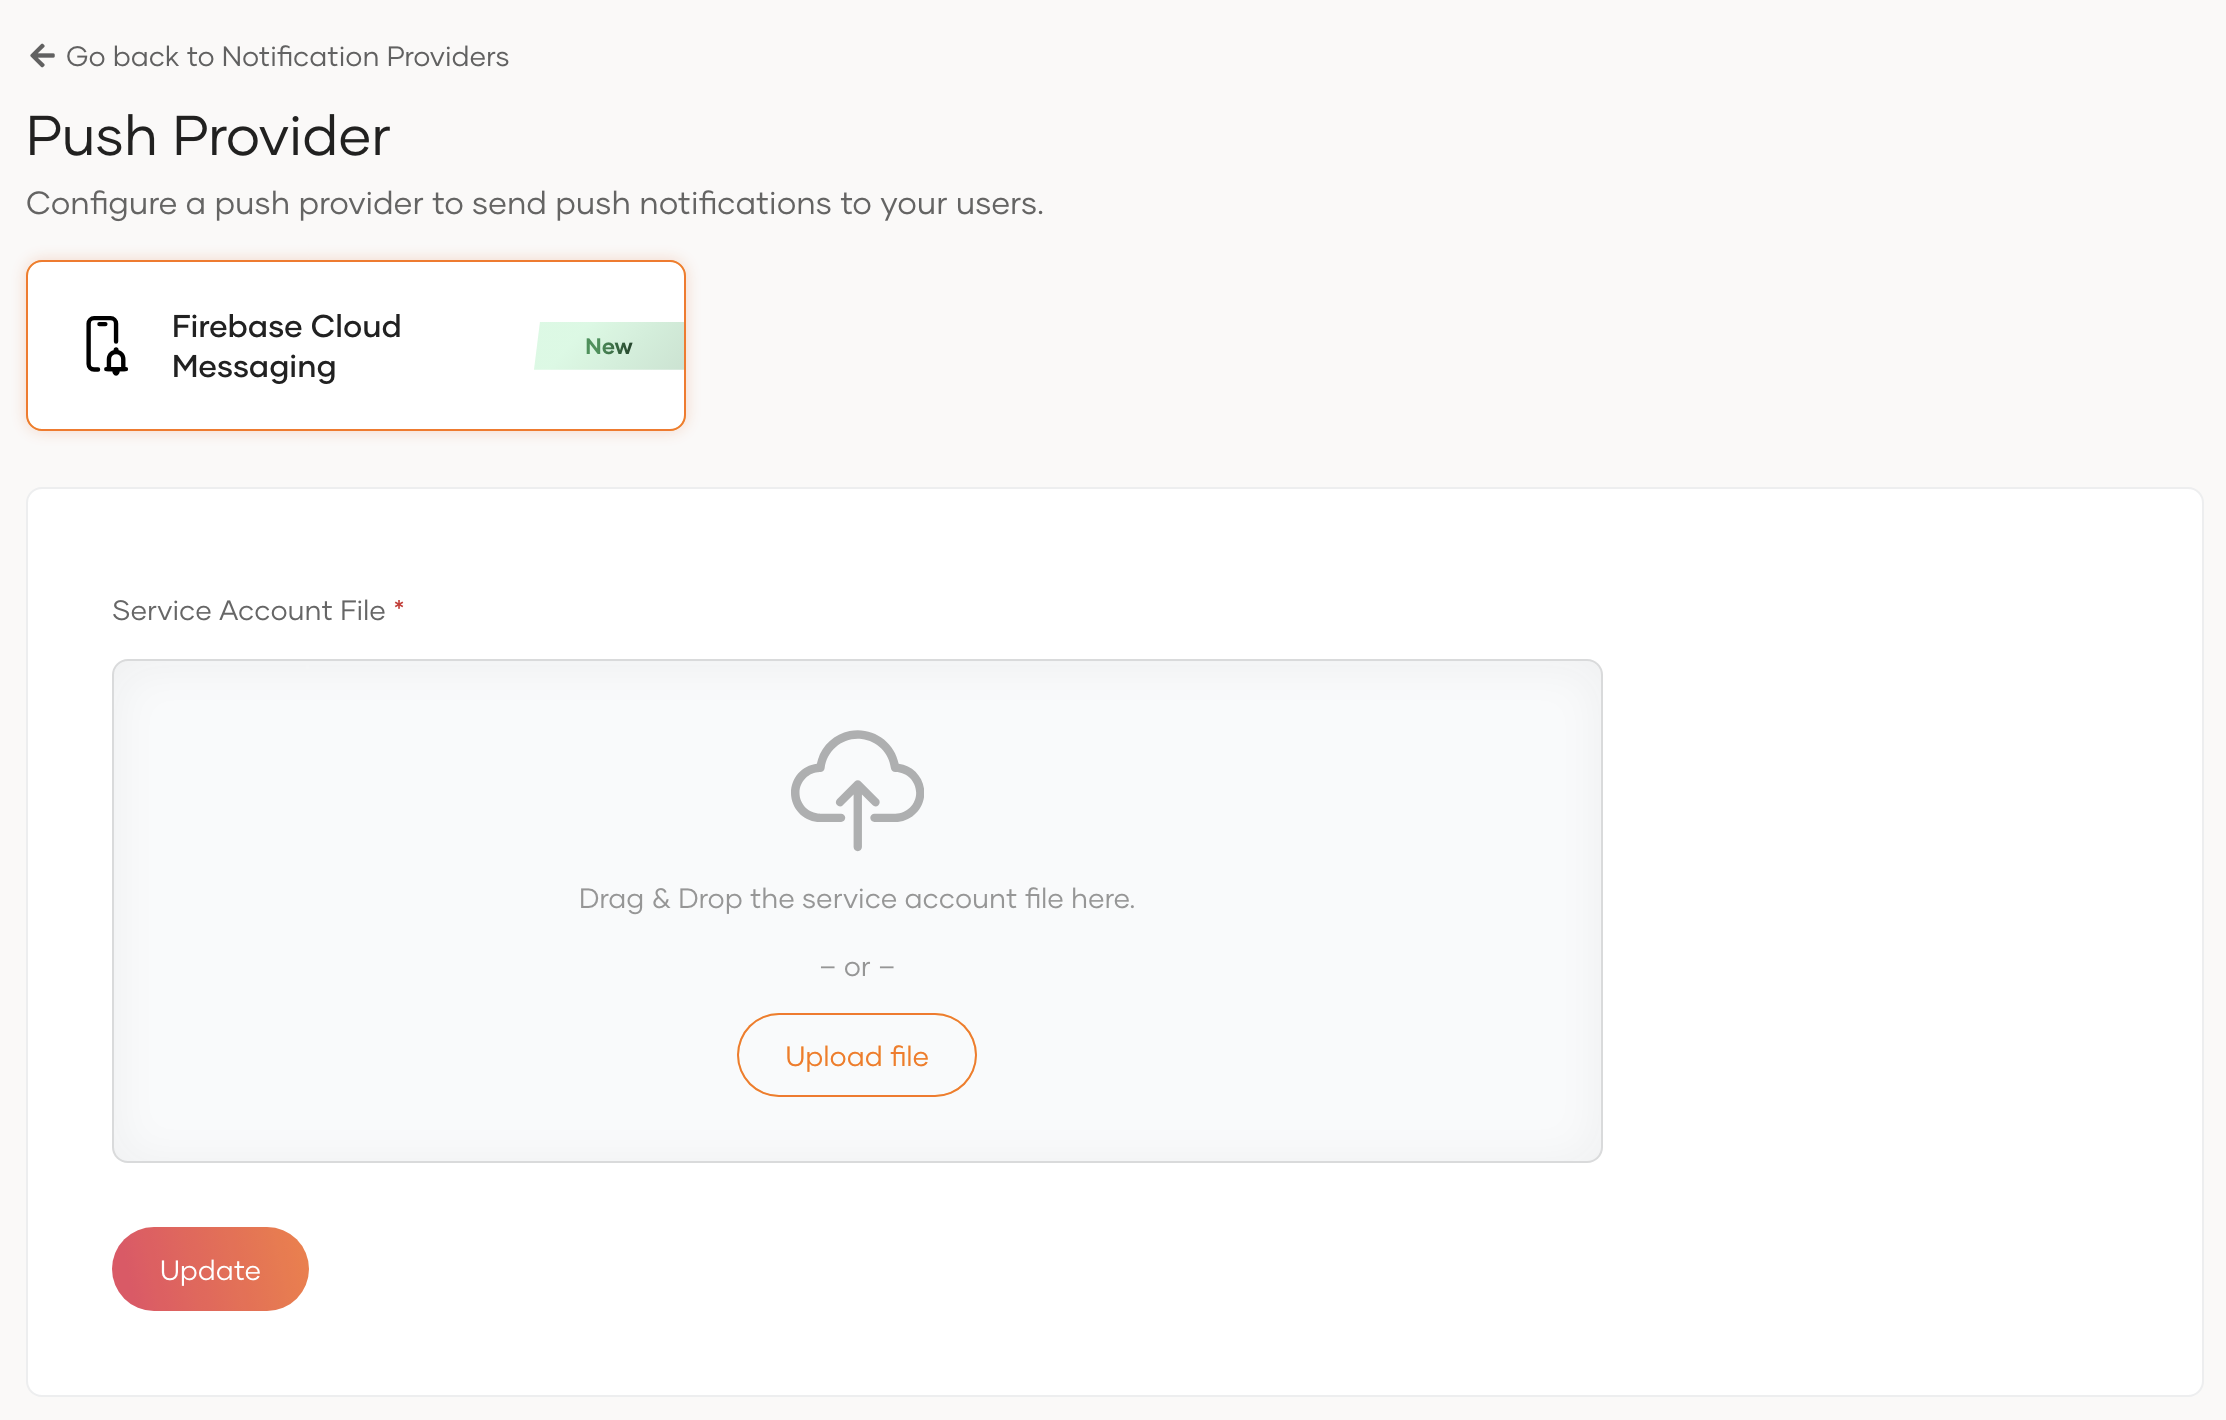 Go back to Notification Providers
Push Provider
Configure a push provider to send push notifications to your users.
Firebase Cloud
Messaging
New
Service Account File *
Drag & Drop the service account file here.
– or –
Upload file
Update